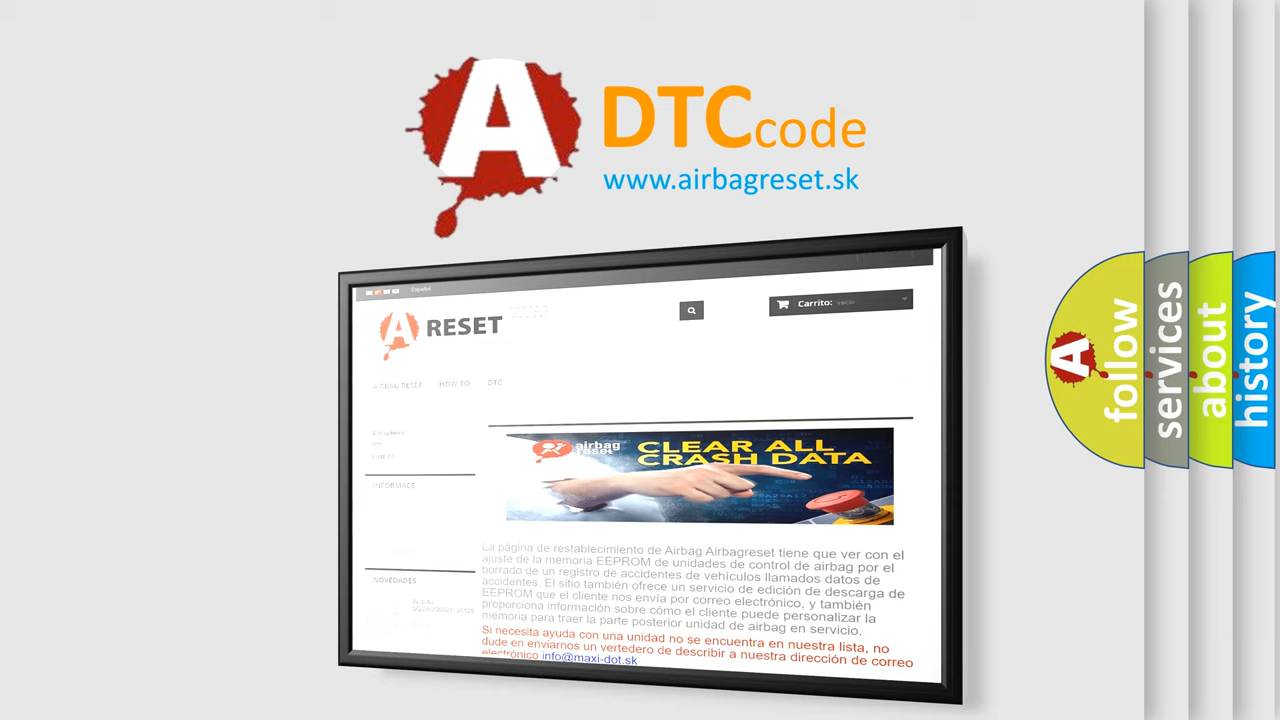 A DTC code
www.airbagreset.sk
Español
A RESET
Carrito: vacío
AIRBAG RESET HOW TO DTC
INFORMACE
airbag reset
CLEAR ALL
CRASH DATA
La página de restablecimiento de Airbag Airbagreset tiene que ver con el
ajuste de la memoria EEPROM de unidades de control de airbag por el
borrado de un registro de accidentes de vehículos llamados datos de
accidentes. El sitio también ofrece un servicio de edición de descarga de
EEPROM que el cliente nos envía por correo electrónico, y también
proporciona información sobre cómo el cliente puede personalizar la
memoria para traer la parte posterior unidad de airbag en servicio.
Si necesita ayuda con una unidad no se encuentra en nuestra lista, no
dude en enviarnos un vertedero de describir a nuestra dirección de correo
electrónico info@maxi-dot.sk
NOVEDADES
A follow
services
about
history